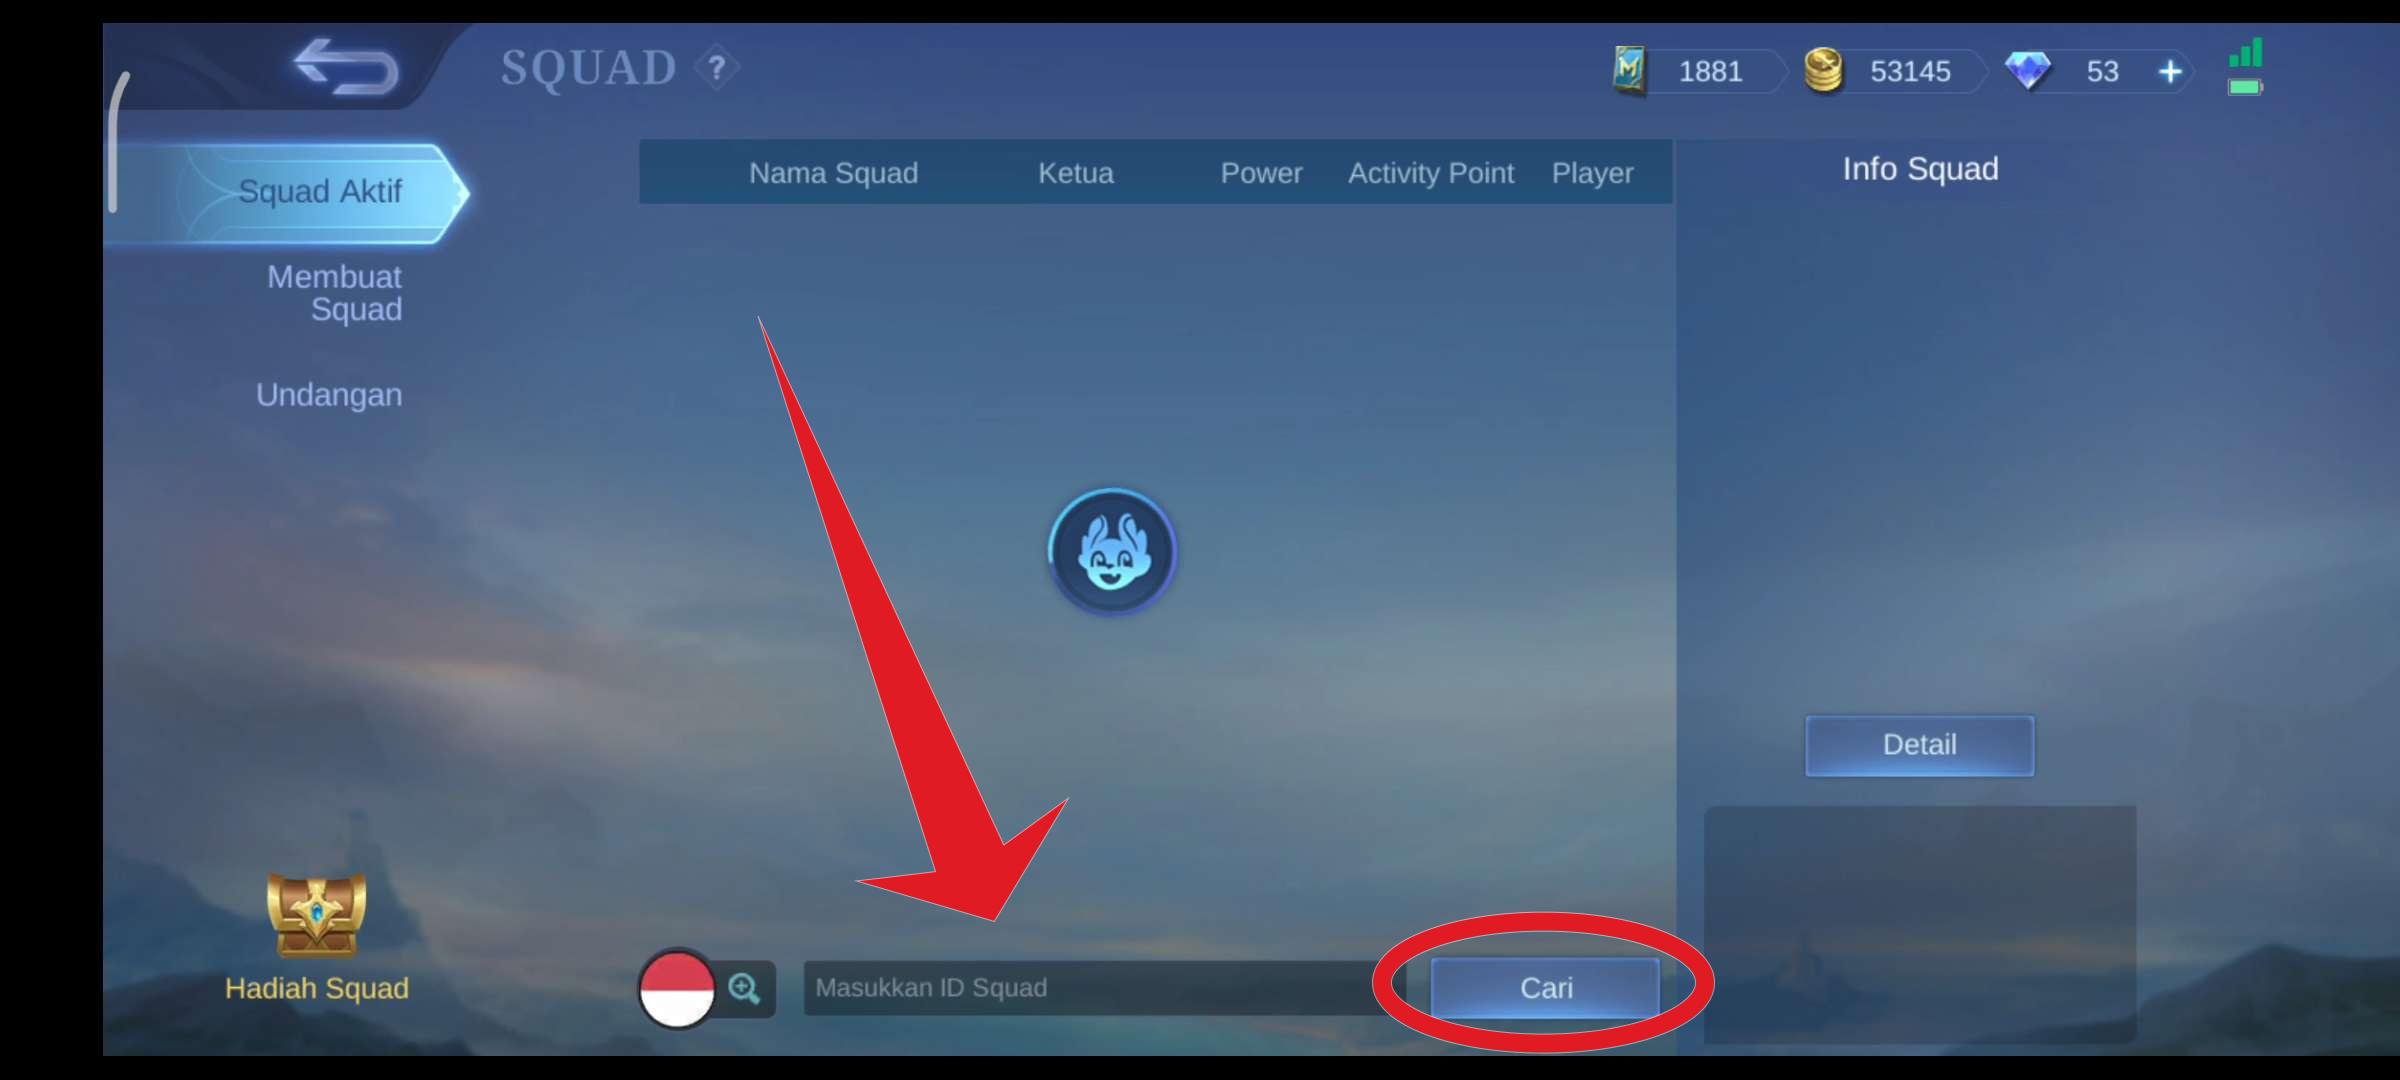 SQUAD ?
1881 53145 53 +
Squad Aktif
Membuat
Squad
Undangan
Nama Squad Ketua Power Activity Point Player
Info Squad
Detail
Hadiah Squad
Masukkan ID Squad
Cari